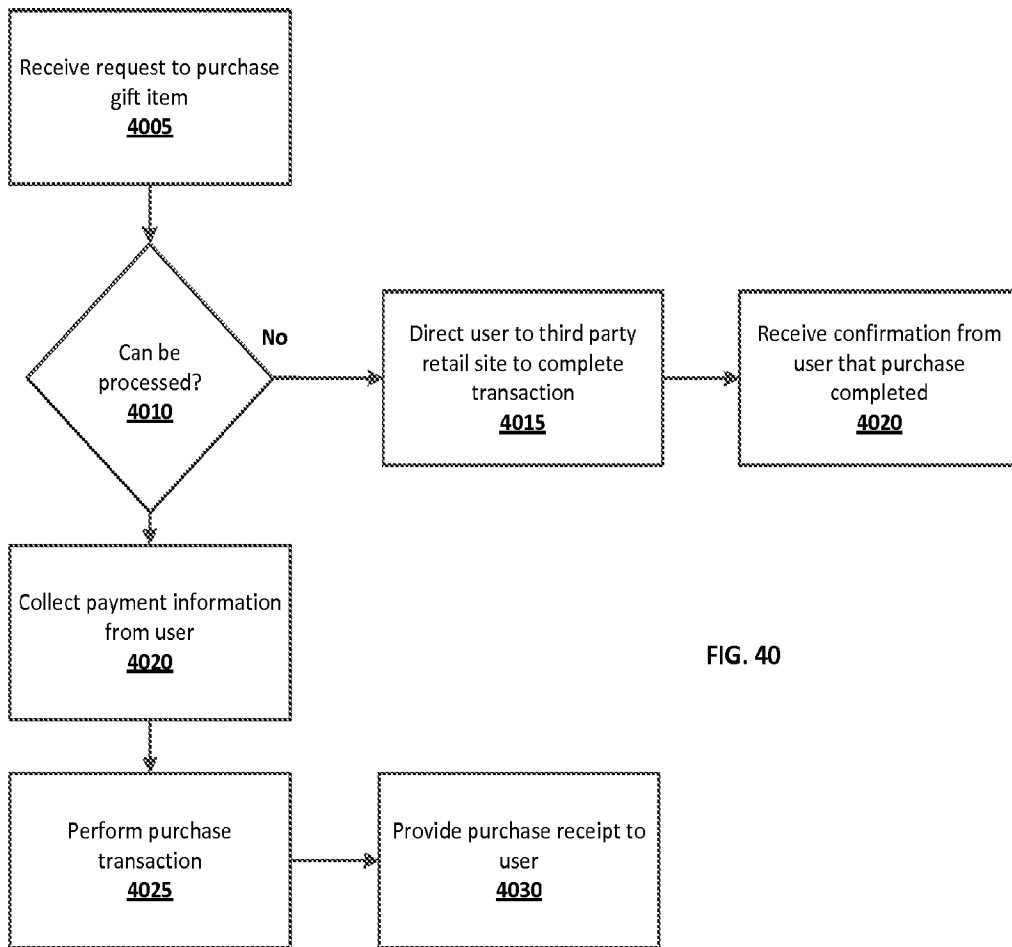 Receive request to purchase
gift item
4005
Can be
processed?
4010
No
Direct user to third party
retail site to complete
transaction
4015
Receive confirmation from
user that purchase
completed
4020
Collect payment information
from user
4020
FIG. 40
Perform purchase
transaction
4025
Provide purchase receipt to
user
4030